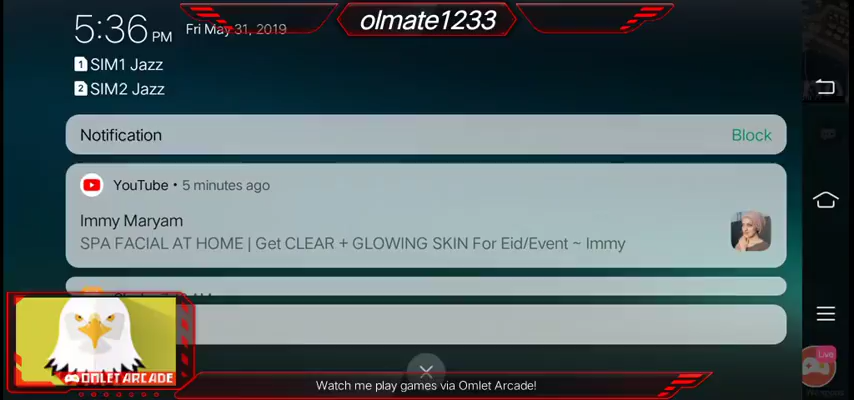 olmate1233
5:36 PM Fri May 31, 2019
1 SIM1 Jazz
2 SIM2 Jazz
Notification Block
YouTube • 5 minutes ago
Immy Maryam
SPA FACIAL AT HOME | Get CLEAR + GLOWING SKIN For Eid/Event ~ Immy
Live
OMLET ARCADE
Watch me play games via Omlet Arcade!